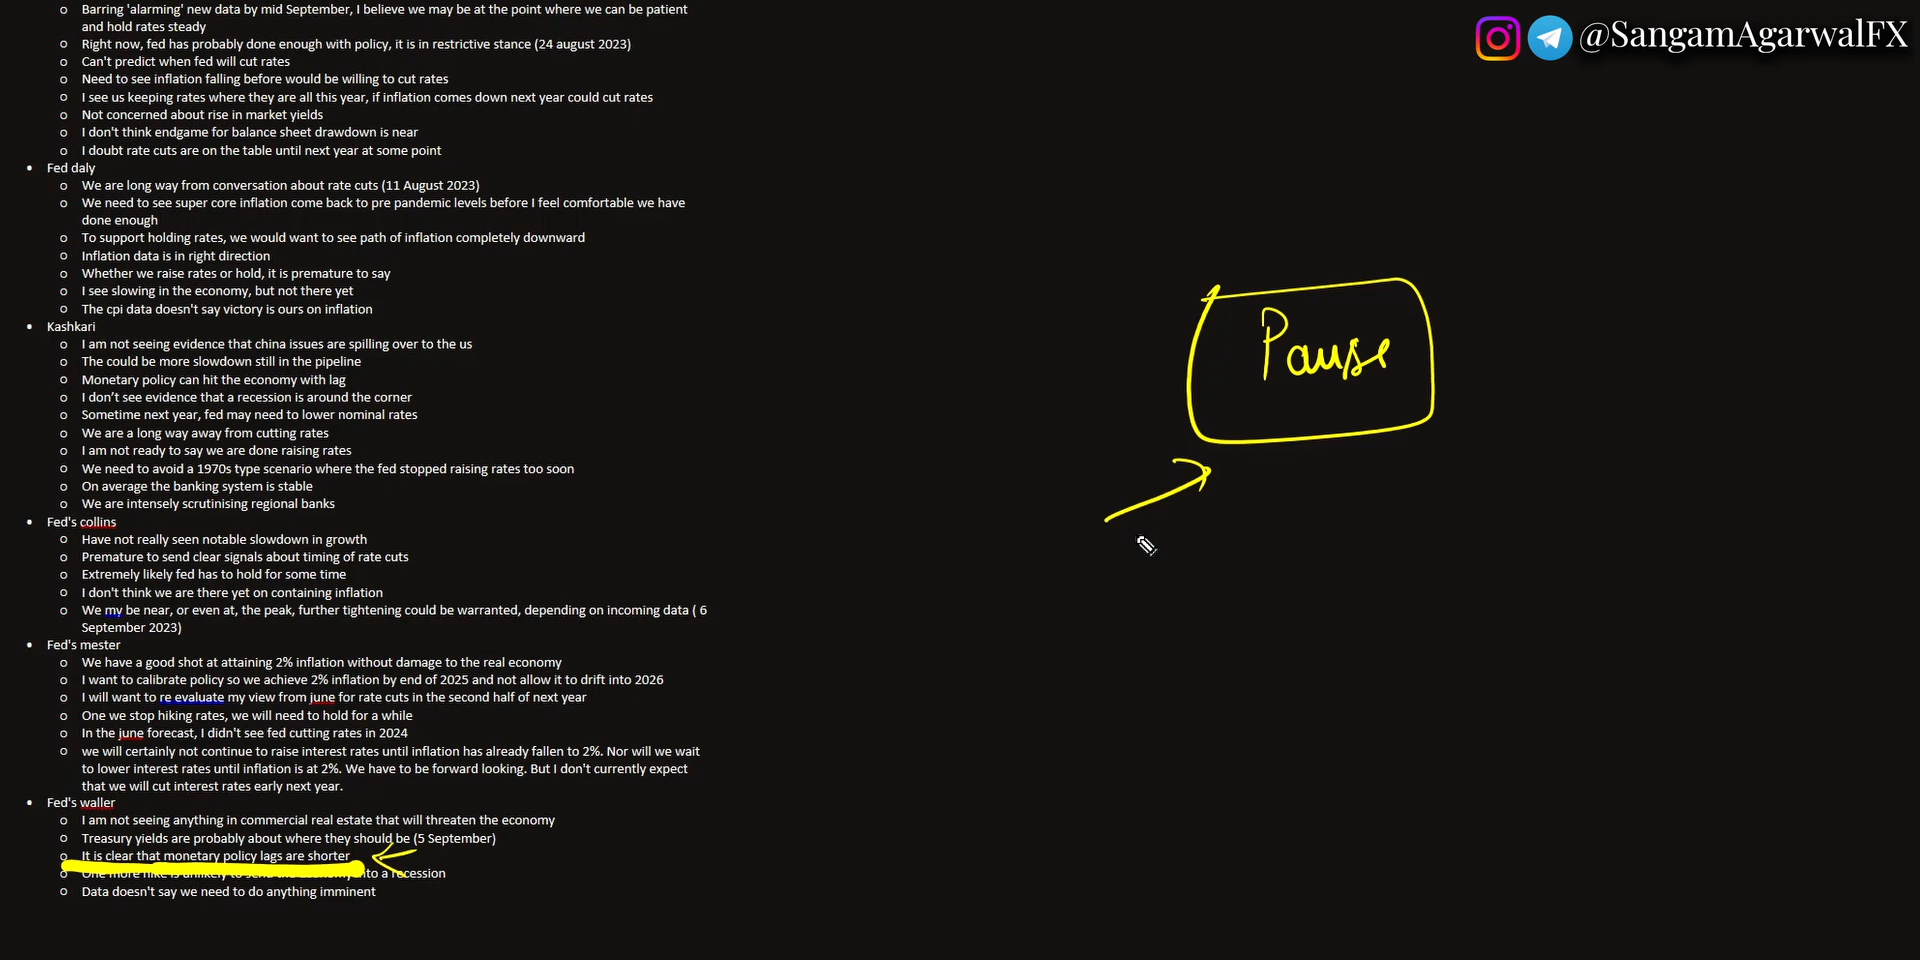 Barring 'alarming' new data by mid September, I believe we may be at the point where we can be patient
and hold rates steady
Right now, fed has probably done enough with policy, it is in restrictive stance (24 august 2023)
Can't predict when fed will cut rates
Need to see inflation falling before would be willing to cut rates
I see us keeping rates where they are all this year, if inflation comes down next year could cut rates
Not concerned about rise in market yields
I don't think endgame for balance sheet drawdown is near
I doubt rate cuts are on the table until next year at some point
Fed daly
We are long way from conversation about rate cuts (11 August 2023)
We need to see super core inflation come back to pre pandemic levels before I feel comfortable we have
done enough
To support holding rates, we would want to see path of inflation completely downward
Inflation data is in right direction
Whether we raise rates or hold, it is premature to say
I see slowing in the economy, but not there yet
The cpi data doesn't say victory is ours on inflation
Kashkari
I am not seeing evidence that china issues are spilling over to the us
The could be more slowdown still in the pipeline
Monetary policy can hit the economy with lag
I don't see evidence that a recession is around the corner
Sometime next year, fed may need to lower nominal rates
We are a long way away from cutting rates
I am not ready to say we are done raising rates
We need to avoid a 1970s type scenario where the fed stopped raising rates too soon
On average the banking system is stable
We are intensely scrutinising regional banks
Fed's collins
Have not really seen notable slowdown in growth
Premature to send clear signals about timing of rate cuts
Extremely likely fed has to hold for some time
I don't think we are there yet on containing inflation
We my be near, or even at, the peak, further tightening could be warranted, depending on incoming data ( 6
September 2023)
Fed's mester
We have a good shot at attaining 2% inflation without damage to the real economy
I want to calibrate policy so we achieve 2% inflation by end of 2025 and not allow it to drift into 2026
I will want to re evaluate my view from june for rate cuts in the second half of next year
One we stop hiking rates, we will need to hold for a while
In the june forecast, I didn't see fed cutting rates in 2024
we will certainly not continue to raise interest rates until inflation has already fallen to 2%. Nor will we wait
to lower interest rates until inflation is at 2%. We have to be forward looking. But I don't currently expect
that we will cut interest rates early next year.
Fed's waller
I am not seeing anything in commercial real estate that will threaten the economy
Treasury yields are probably about where they should be (5 September)
It is clear that monetary policy lags are shorter
One more hike is unlikely to send the economy into a recession
Data doesn't say we need to do anything imminent
@SangamAgarwalFX
Pause